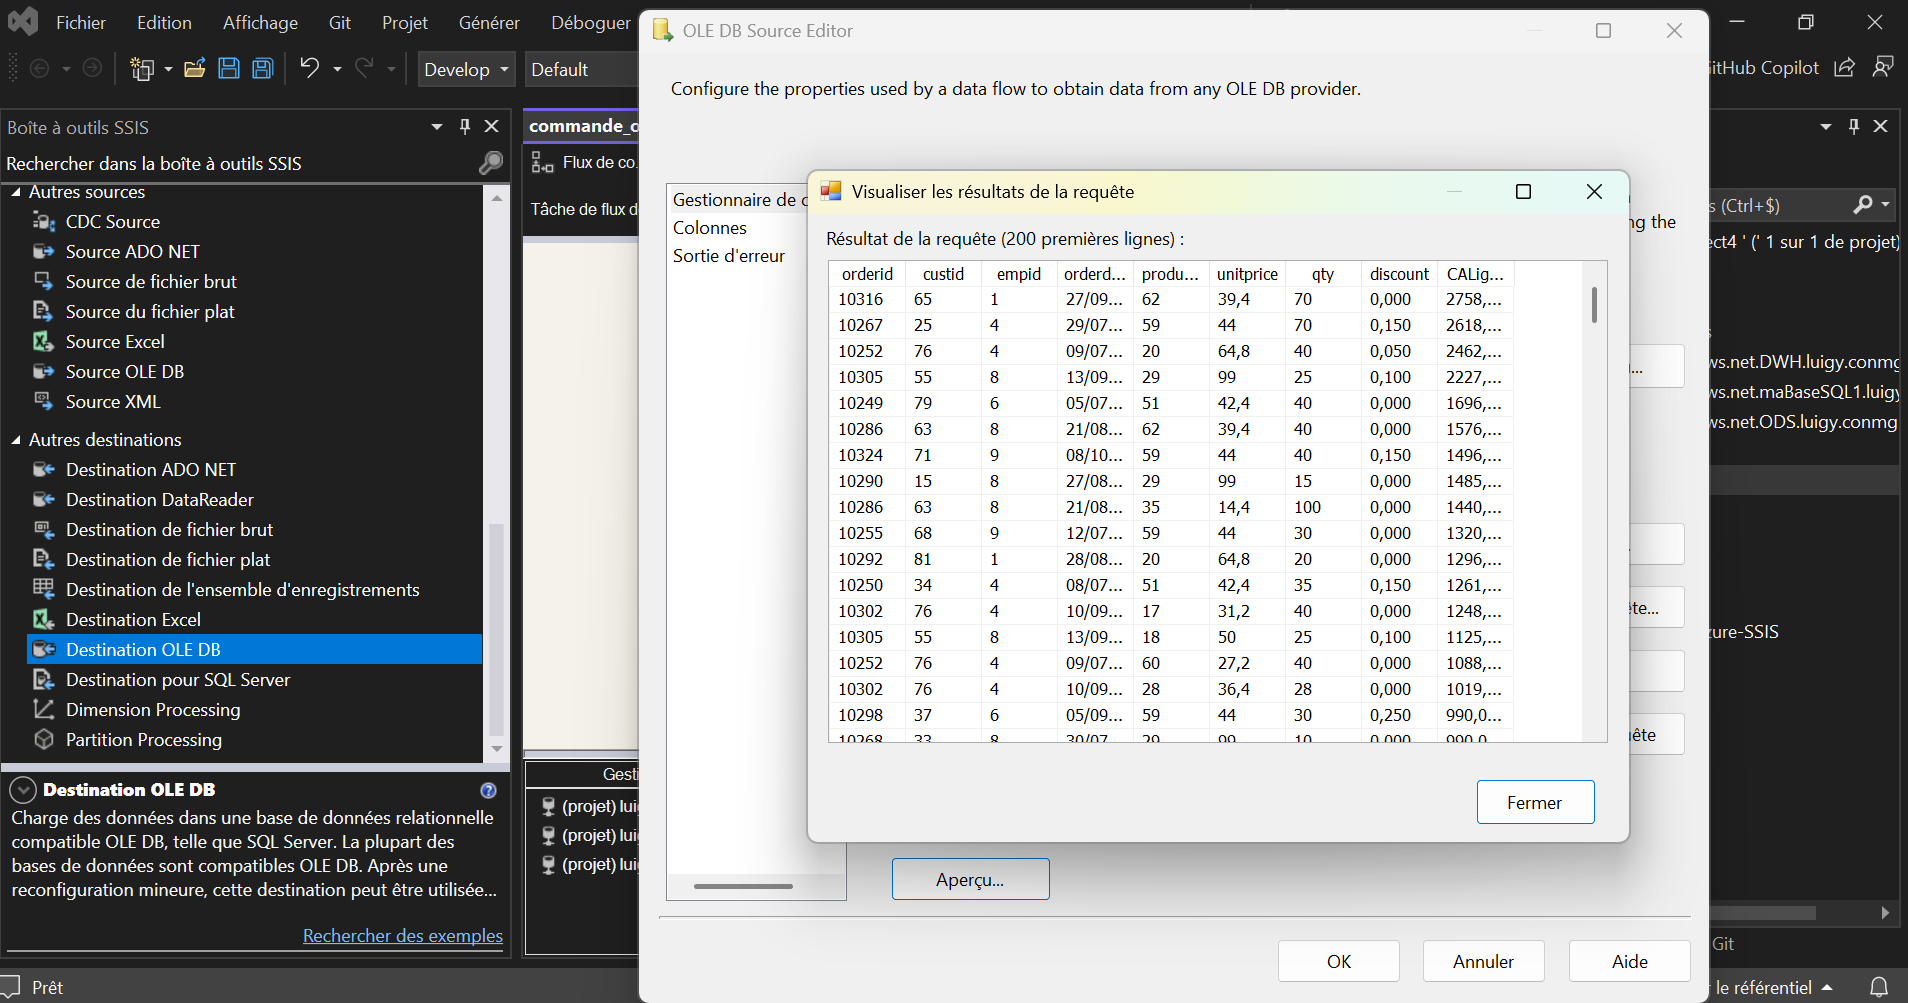 Fichier Edition Affichage Git Projet Générer Déboguer
Develop Default
GitHub Copilot
Boîte à outils SSIS
Rechercher dans la boîte à outils SSIS
Autres sources
CDC Source
Source ADO NET
Source de fichier brut
Source du fichier plat
Source Excel
Source OLE DB
Source XML
Autres destinations
Destination ADO NET
Destination DataReader
Destination de fichier brut
Destination de fichier plat
Destination de l'ensemble d'enregistrements
Destination Excel
Destination OLE DB
Destination pour SQL Server
Dimension Processing
Partition Processing
Destination OLE DB
Charge des données dans une base de données relationnelle
compatible OLE DB, telle que SQL Server. La plupart des
bases de données sont compatibles OLE DB. Après une
reconfiguration mineure, cette destination peut être utilisée...
Rechercher des exemples
Prêt
commande_c
Flux de co...
Tâche de flux d
Gesti
(projet) lui
(projet) lui
(projet) lui
OLE DB Source Editor
Configure the properties used by a data flow to obtain data from any OLE DB provider.
Gestionnaire de c
Colonnes
Sortie d'erreur
ng the
Visualiser les résultats de la requête
Résultat de la requête (200 premières lignes) :
orderid custid empid orderd... produ... unitprice qty discount CALig...
10316 65 1 27/09... 62 39,4 70 0,000 2758,...
10267 25 4 29/07... 59 44 70 0,150 2618,...
10252 76 4 09/07... 20 64,8 40 0,050 2462,...
10305 55 8 13/09... 29 99 25 0,100 2227,...
10249 79 6 05/07... 51 42,4 40 0,000 1696,...
10286 63 8 21/08... 62 39,4 40 0,000 1576,...
10324 71 9 08/10... 59 44 40 0,150 1496,...
10290 15 8 27/08... 29 99 15 0,000 1485,...
10286 63 8 21/08... 35 14,4 100 0,000 1440,...
10255 68 9 12/07... 59 44 30 0,000 1320,...
10292 81 1 28/08... 20 64,8 20 0,000 1296,...
10250 34 4 08/07... 51 42,4 35 0,150 1261,...
10302 76 4 10/09... 17 31,2 40 0,000 1248,...
10305 55 8 13/09... 18 50 25 0,100 1125,...
10252 76 4 09/07... 60 27,2 40 0,000 1088,...
10302 76 4 10/09... 28 36,4 28 0,000 1019,...
10298 37 6 05/09... 59 44 30 0,250 990,0...
10268 33 8 30/07 29 99 10 0,000 990,0
Fermer
ête...
uête
Aperçu...
OK Annuler Aide
s (Ctrl+$)
ect4 ' (' 1 sur 1 de projet)
ws.net.DWH.luigy.conmg
ws.net.maBaseSQL1.luigy
ws.net.ODS.luigy.conmg
zure-SSIS
Git
le référentiel